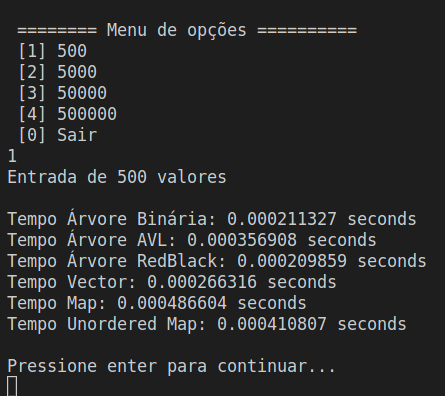 ======== Menu de opções ==========
[1] 500
[2] 5000
[3] 50000
[4] 500000
[0] Sair
1
Entrada de 500 valores
Tempo Árvore Binária: 0.000211327 seconds
Tempo Árvore AVL: 0.000356908 seconds
Tempo Árvore RedBlack: 0.000209859 seconds
Tempo Vector: 0.000266316 seconds
Tempo Map: 0.000486604 seconds
Tempo Unordered Map: 0.000410807 seconds
Pressione enter para continuar...